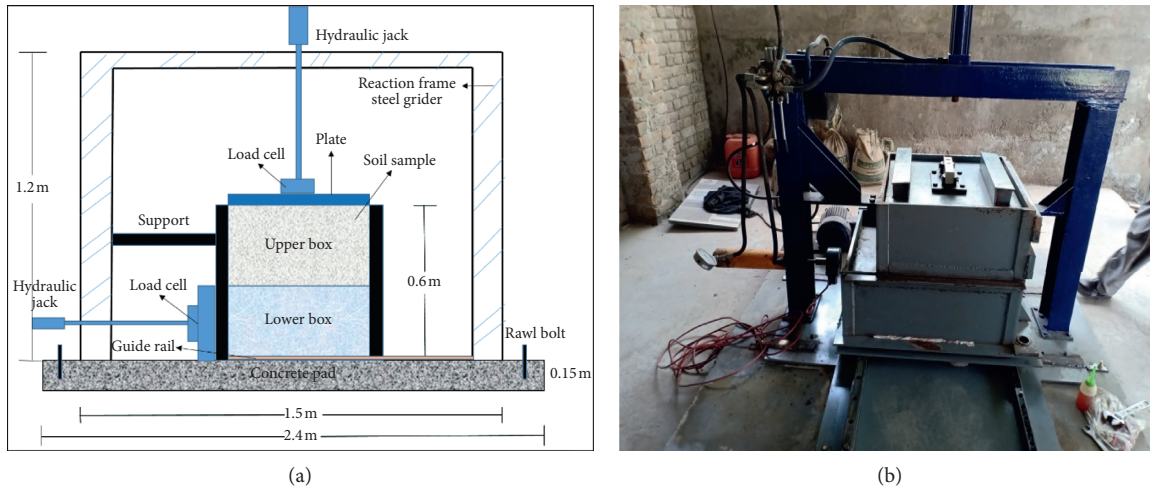 Hydraulic jack
Reaction frame
steel grider
Plate
Load cell
Soil sample
1.2 m
Support
Upper box
0.6 m
Hydraulic
jack
Load cell
Lower box
Rawl bolt
Guide rail
Concrete pad
0.15 m
1.5 m
2.4 m
(a)
(b)